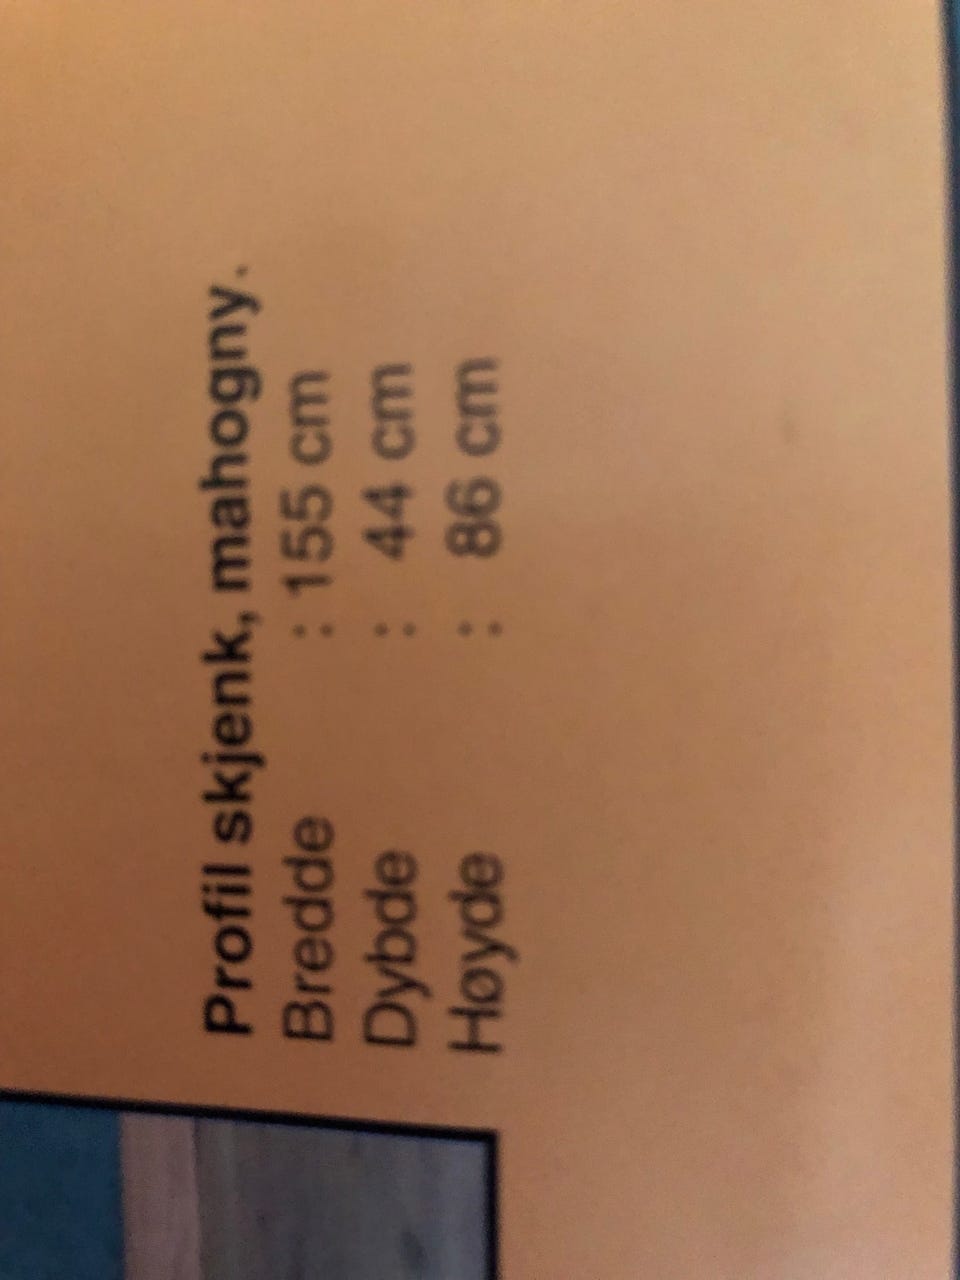 Profil skjenk, mahogny.
Bredde : 155 cm
Dybde : 44 cm
Høyde : 86 cm